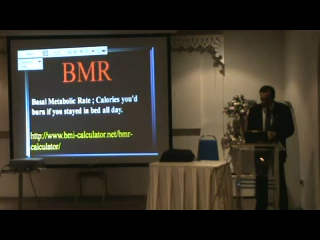 BMR
Basal Metabolic Rate ; Calories you'd
burn if you stayed in bed all day.
http://www.bmi-calculator.net/bmr-
calculator/